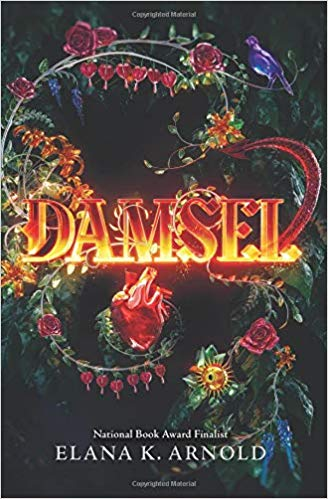 DAMSEL
National Book Award Finalist
ELANA K. ARNOLD